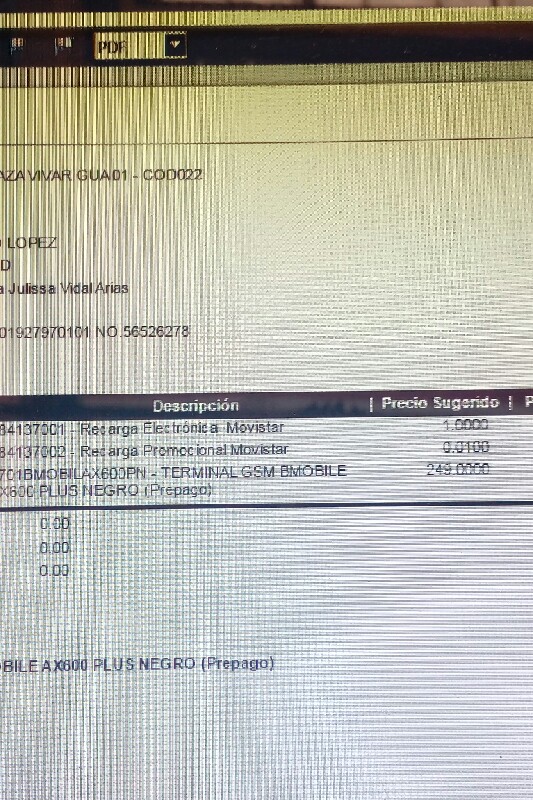 PDF
AZA VIVAR GUA01 - COD022
LOPEZ
D
a Julissa Vidal Arias
01927970101 NO.56526278
Descripción | Precio Sugerido | P
84137001 - Recarga Electrónica Movistar 1.0000
84137002 - Recarga Promocional Movistar 0.0100
701BMOBILAX600PN - TERMINAL GSM BMOBILE 249.0000
X600 PLUS NEGRO (Prepago)
0.00
0.00
0.00
OBILE AX600 PLUS NEGRO (Prepago)